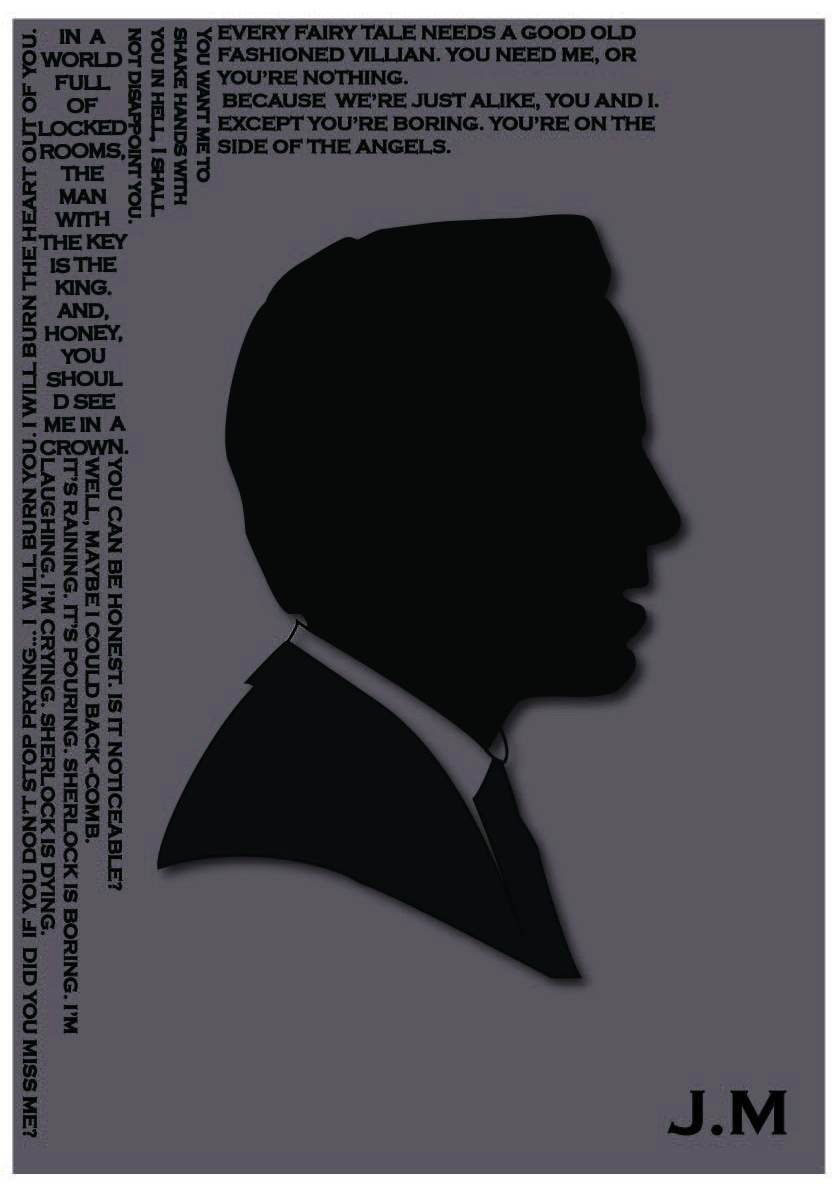 EVERY FAIRY TALE NEEDS A GOOD OLD
FASHIONED VILLIAN. YOU NEED ME, OR
YOU'RE NOTHING.
BECAUSE WE'RE JUST ALIKE, YOU AND I.
EXCEPT YOU'RE BORING. YOU'RE ON THE
SIDE OF THE ANGELS.
YOU WANT ME TO
SHAKE HANDS WITH
YOU IN HELL, I SHALL
NOT DISAPPOINT YOU.
IN A
WORLD
FULL
OF
LOCKED
ROOMS,
THE
MAN
WITH
THE KEY
IS THE
KING.
AND,
HONEY,
YOU
SHOUL
D SEE
ME IN A
CROWN.
YOU CAN BE HONEST. IS IT NOTICEABLE?
WELL, MAYBE I COULD BACK-COMB.
IT'S RAINING. IT'S POURING. SHERLOCK IS BORING. I'M
LAUGHING. I'M CRYING. SHERLOCK IS DYING.
IF YOU DON'T STOP PRYING... I WILL BURN YOU. I WILL BURN THE HEART OUT OF YOU.
DID YOU MISS ME?
J.M